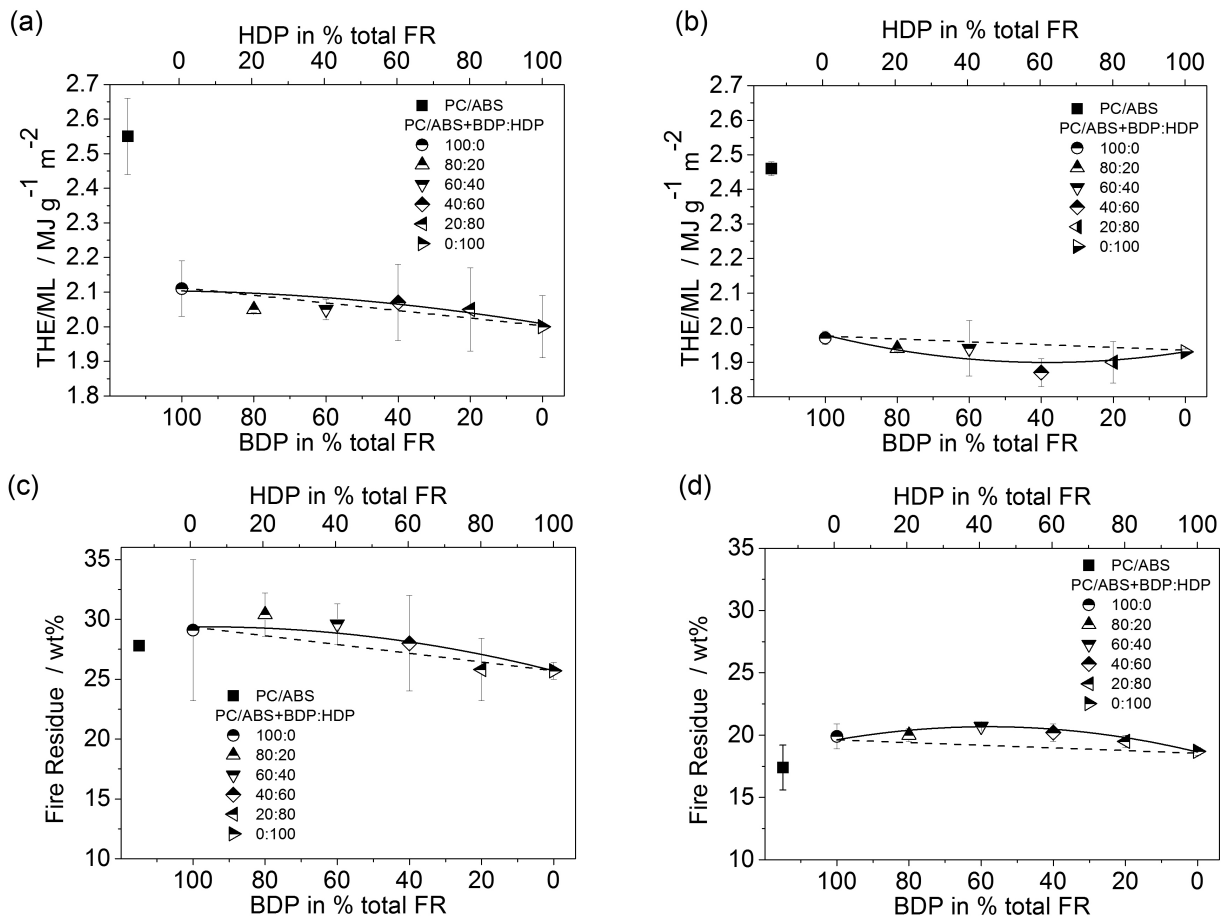 (a)
HDP in % total FR
0 20 40 60 80 100
2.7
2.6
2.5
2.4
2.3
2.2
2.1
2.0
1.9
1.8
THE/ML / MJ g⁻¹ m⁻²
PC/ABS
PC/ABS+BDP:HDP
100:0
80:20
60:40
40:60
20:80
0:100
100 80 60 40 20 0
BDP in % total FR
(b)
HDP in % total FR
0 20 40 60 80 100
2.7
2.6
2.5
2.4
2.3
2.2
2.1
2.0
1.9
1.8
THE/ML / MJ g⁻¹ m⁻²
PC/ABS
PC/ABS+BDP:HDP
100:0
80:20
60:40
40:60
20:80
0:100
100 80 60 40 20 0
BDP in % total FR
(c)
HDP in % total FR
0 20 40 60 80 100
35
30
25
20
15
10
Fire Residue / wt%
PC/ABS
PC/ABS+BDP:HDP
100:0
80:20
60:40
40:60
20:80
0:100
100 80 60 40 20 0
BDP in % total FR
(d)
HDP in % total FR
0 20 40 60 80 100
35
30
25
20
15
10
Fire Residue / wt%
PC/ABS
PC/ABS+BDP:HDP
100:0
80:20
60:40
40:60
20:80
0:100
100 80 60 40 20 0
BDP in % total FR